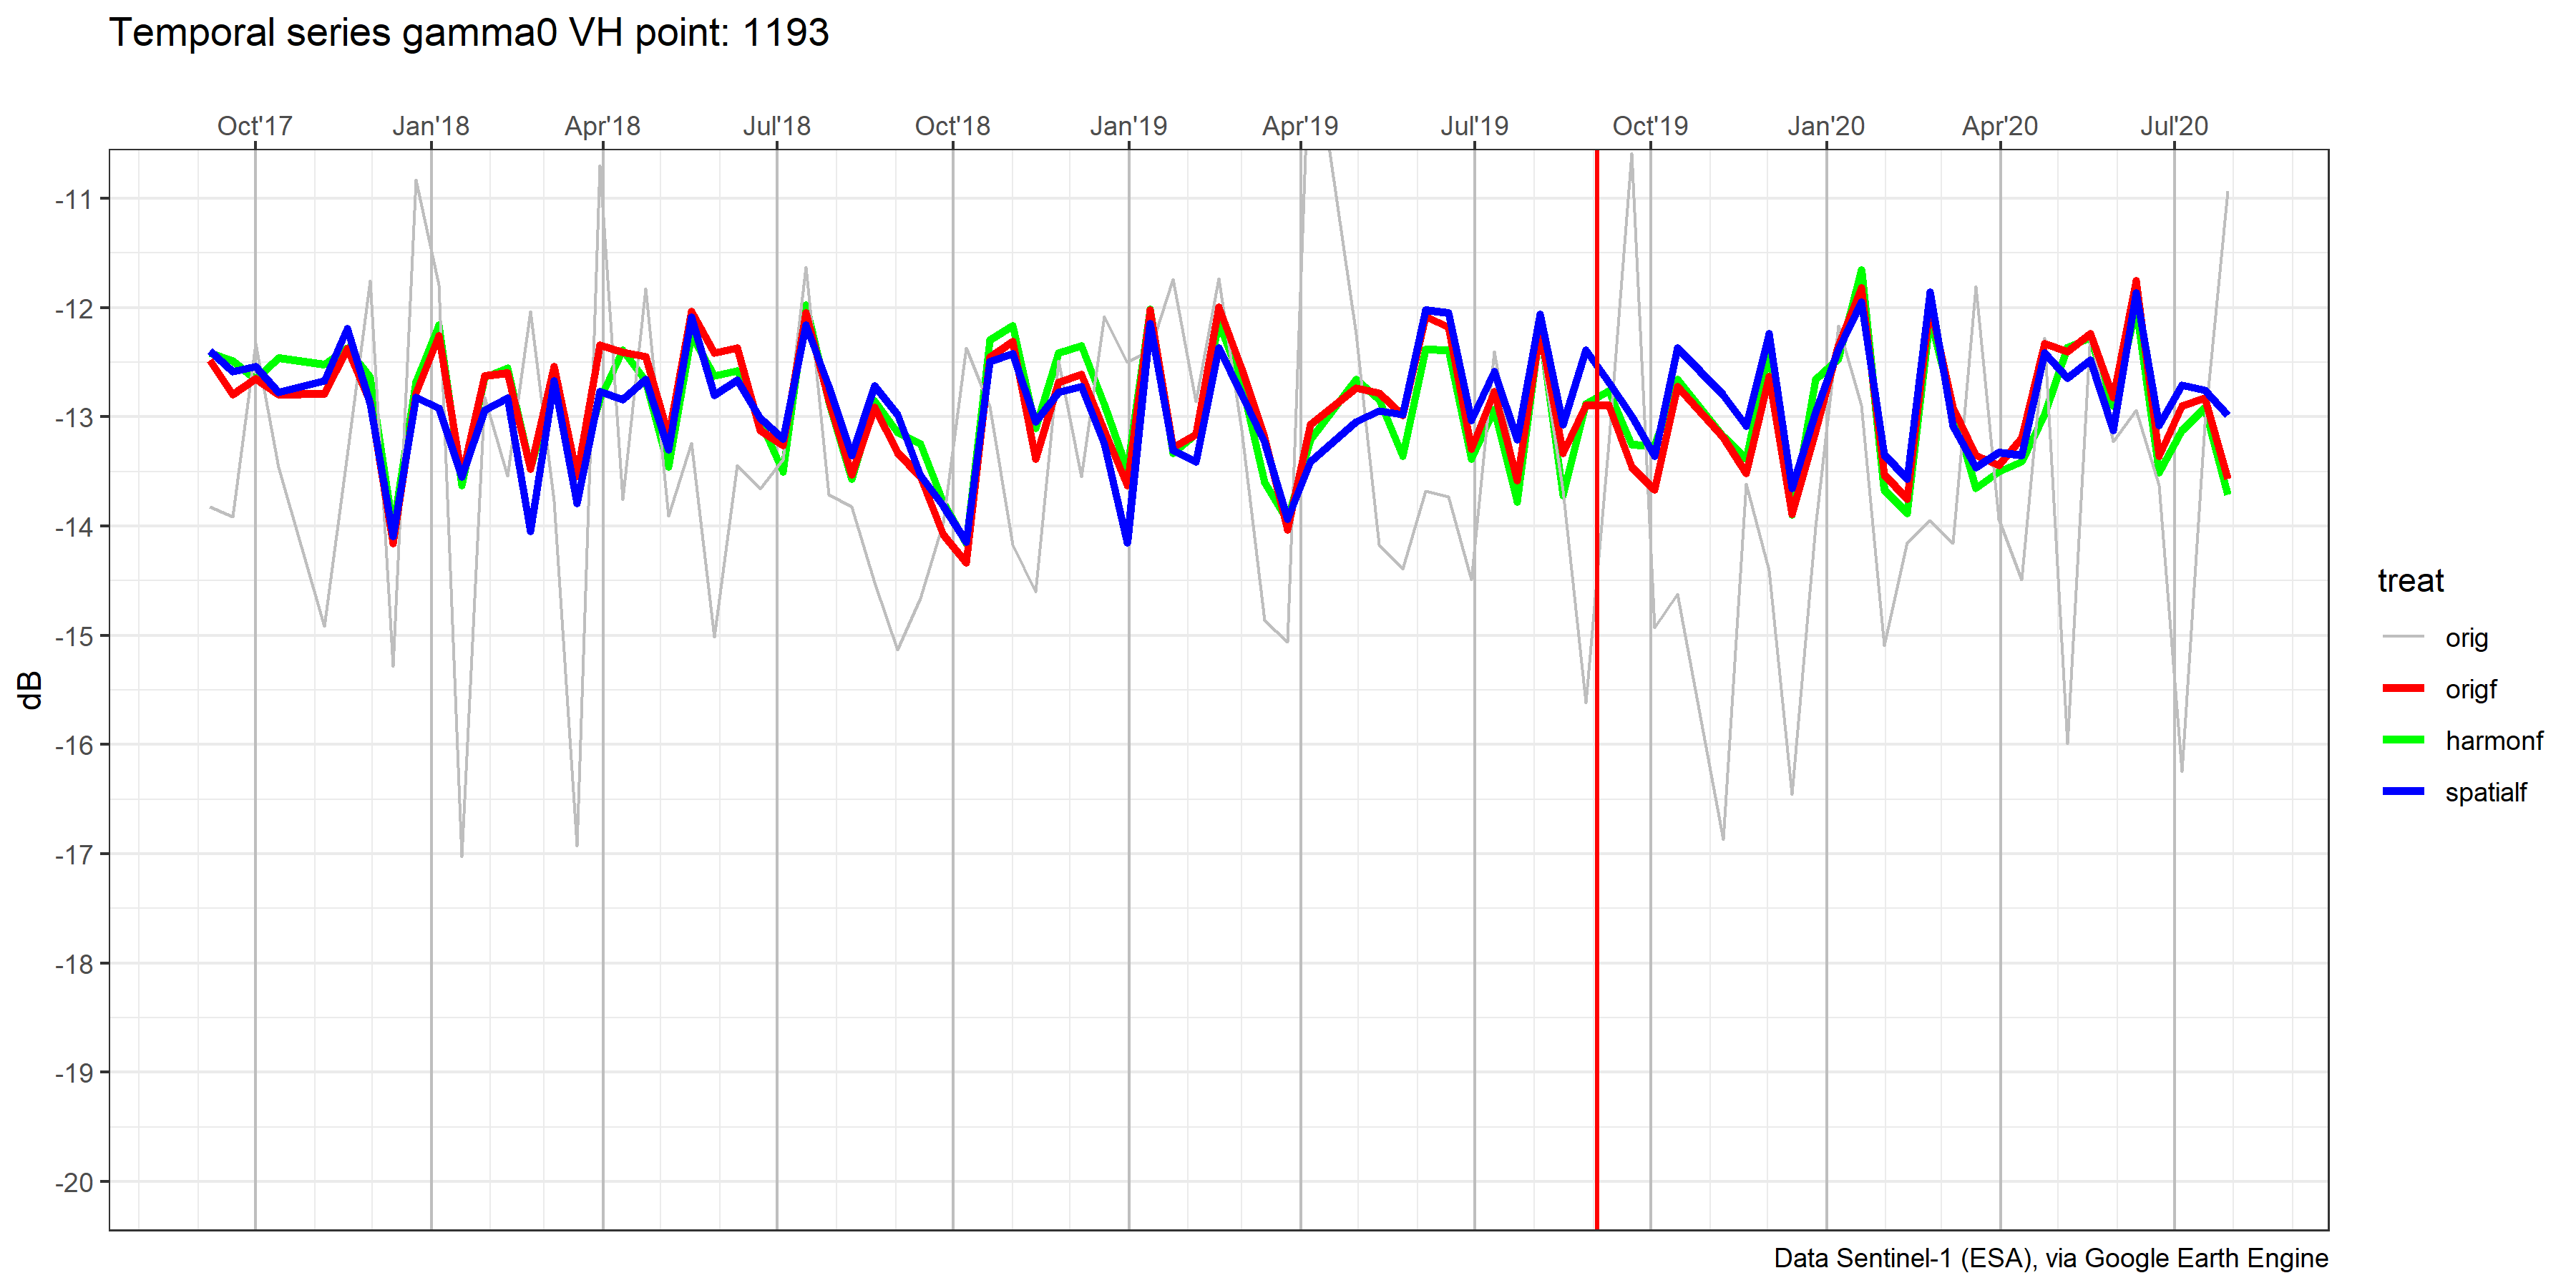 Temporal series gamma0 VH point: 1193
Oct'17 Jan'18 Apr'18 Jul'18 Oct'18 Jan'19 Apr'19 Jul'19 Oct'19 Jan'20 Apr'20 Jul'20
-11
-12
-13
-14
-15
-16
-17
-18
-19
-20
dB
treat
orig
origf
harmonf
spatialf
Data Sentinel-1 (ESA), via Google Earth Engine